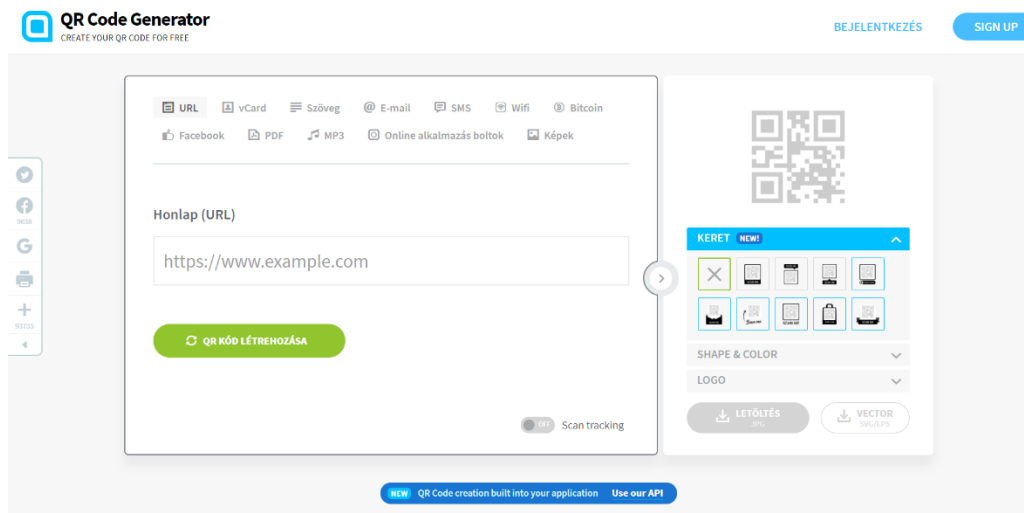 QR Code Generator
CREATE YOUR QR CODE FOR FREE
BEJELENTKEZÉS
SIGN UP
URL vCard Szöveg E-mail SMS Wifi Bitcoin
Facebook PDF MP3 Online alkalmazás boltok Képek
Honlap (URL)
https://www.example.com
QR KÓD LÉTREHOZÁSA
OFF Scan tracking
KERET NEW!
SHAPE & COLOR
LOGO
LETÖLTÉS
JPG
VECTOR
SVG/EPS
NEW QR Code creation built into your application Use our API